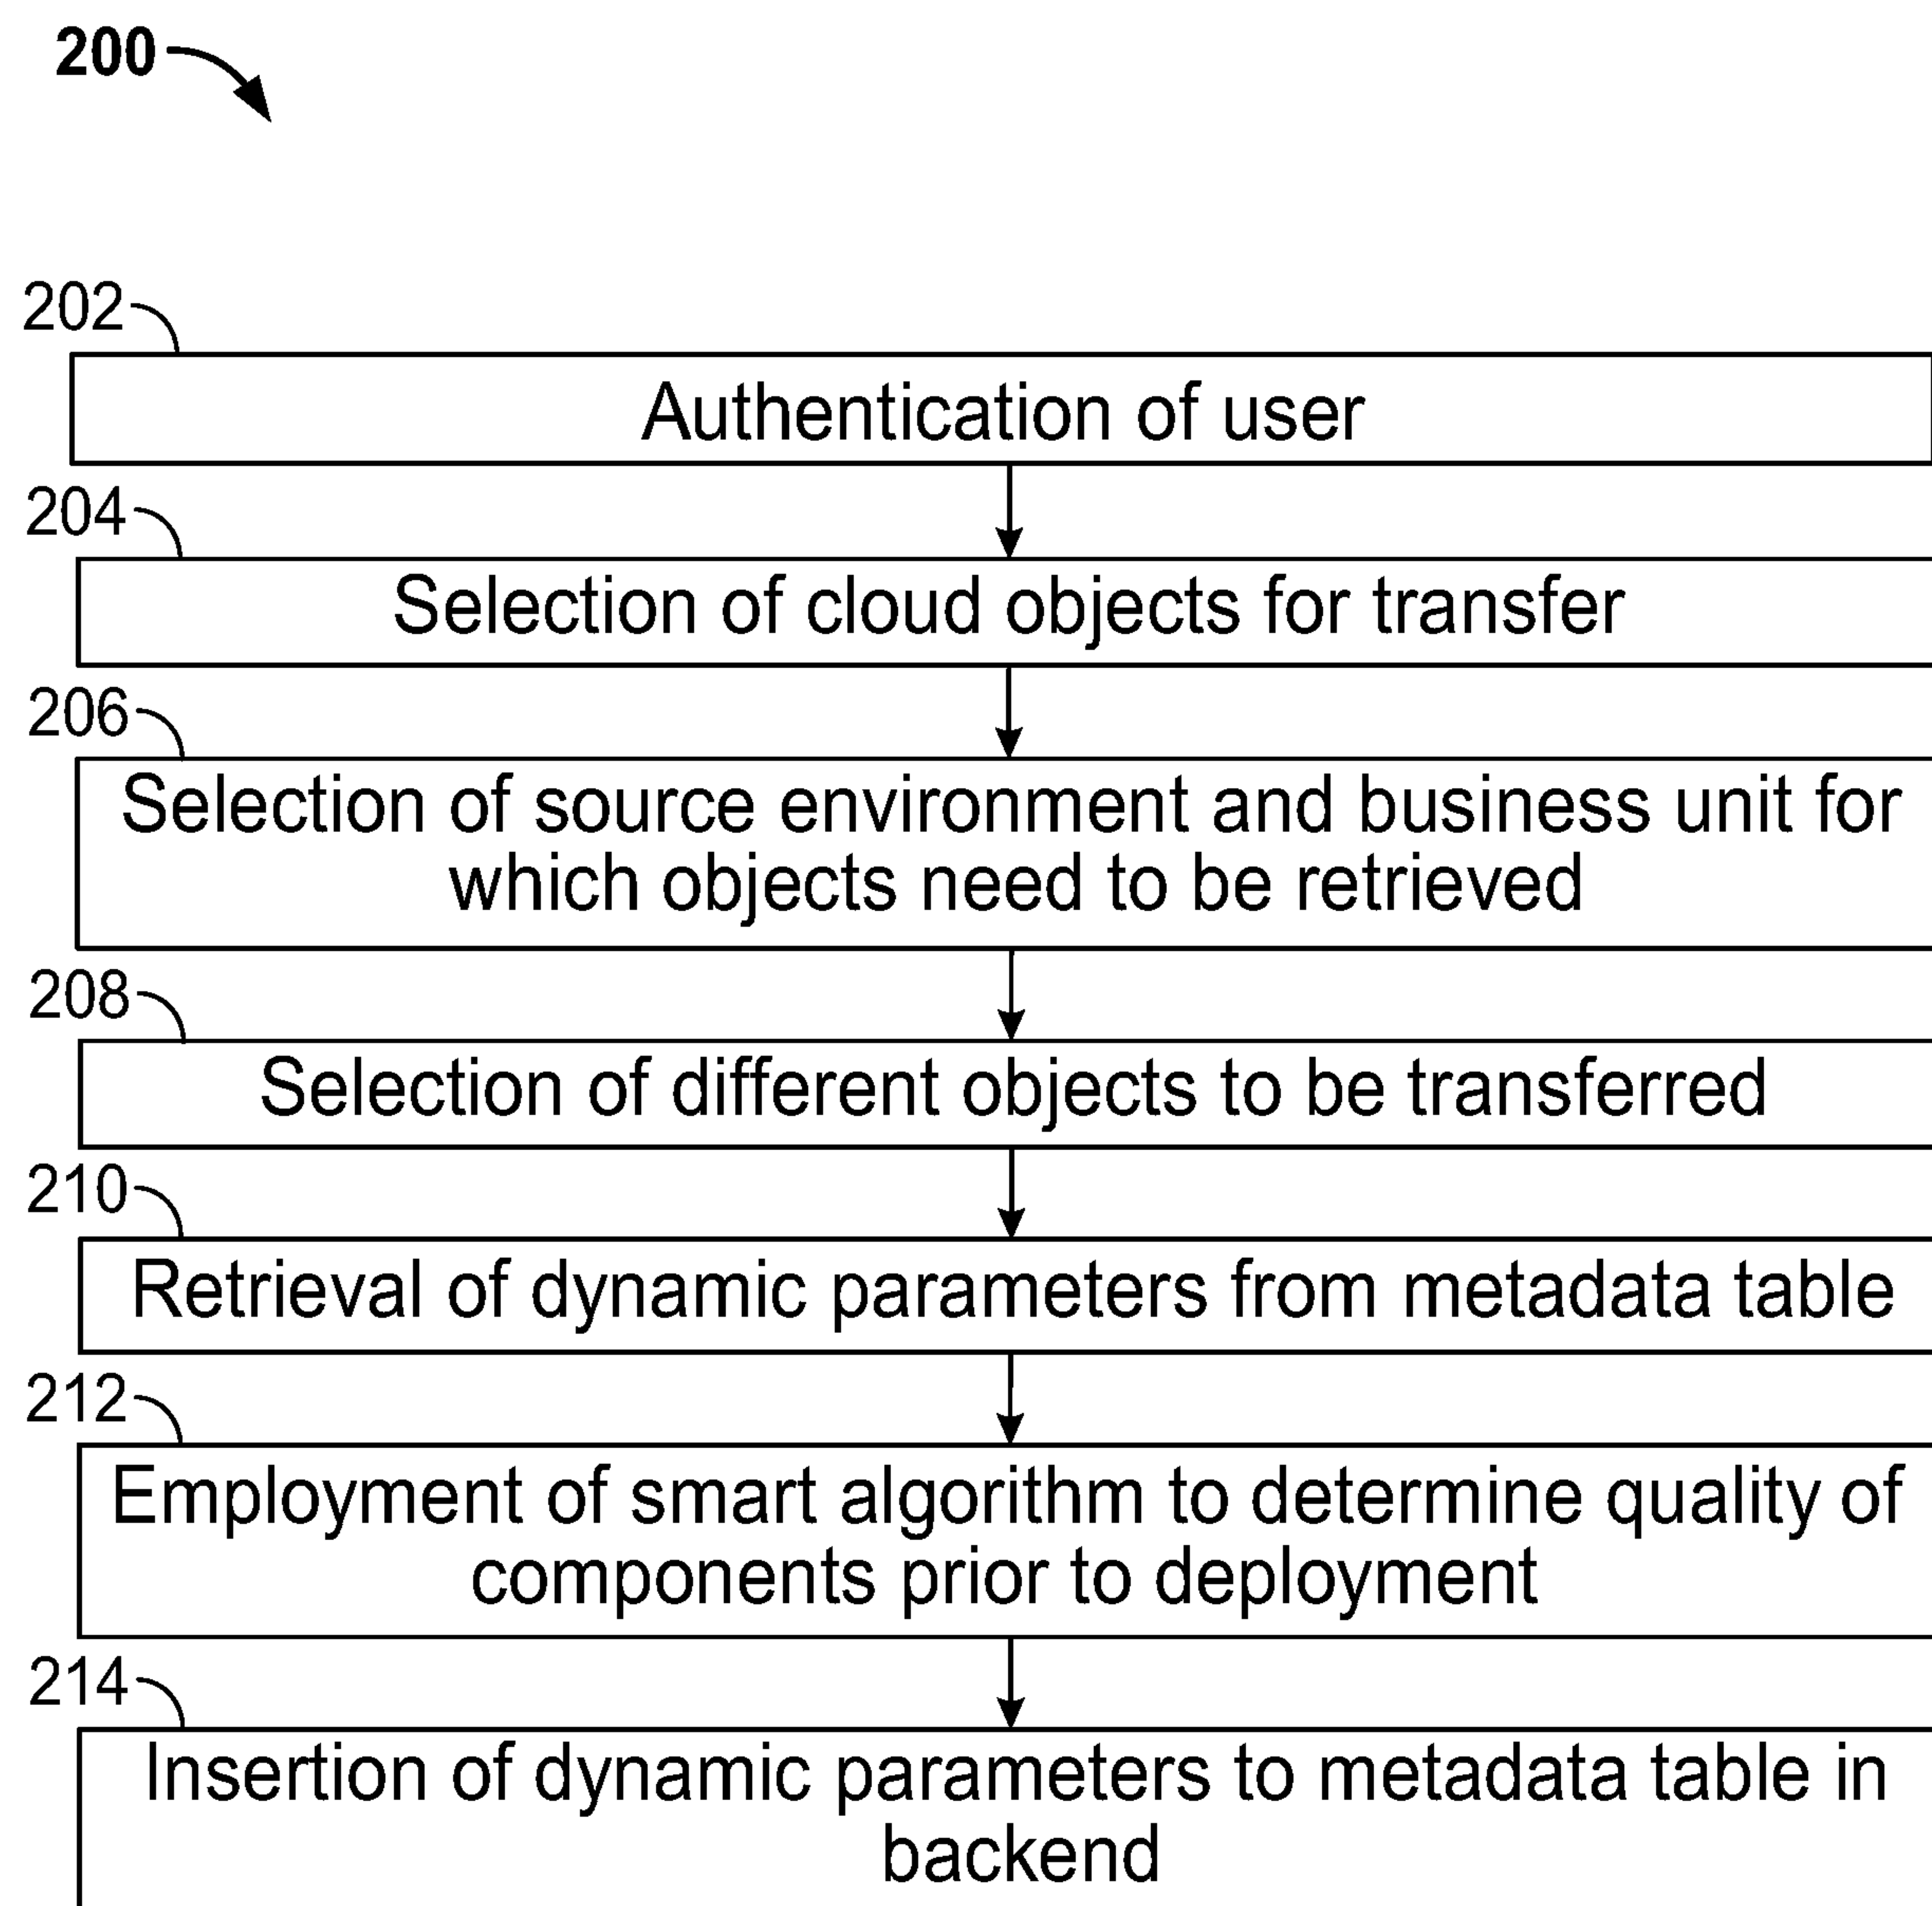 200
202
Authentication of user
204
Selection of cloud objects for transfer
206
Selection of source environment and business unit for
which objects need to be retrieved
208
Selection of different objects to be transferred
210
Retrieval of dynamic parameters from metadata table
212
Employment of smart algorithm to determine quality of
components prior to deployment
214
Insertion of dynamic parameters to metadata table in
backend